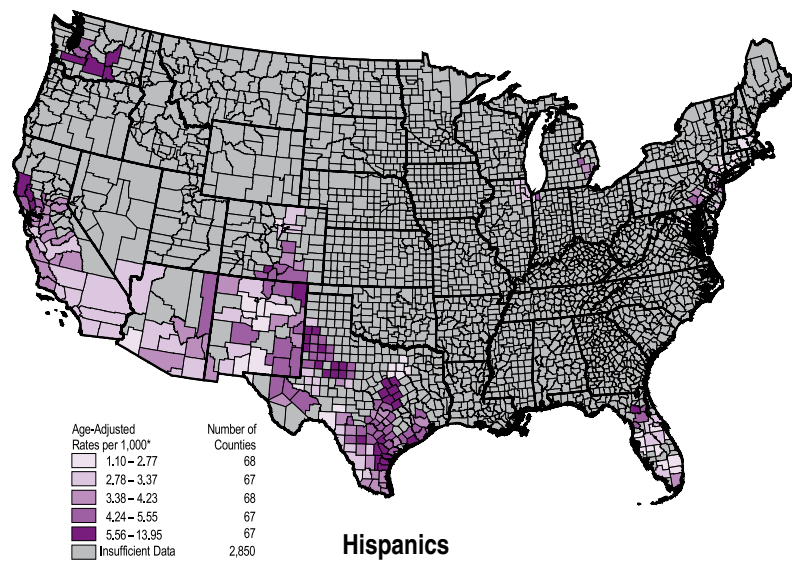 Age-Adjusted Number of
Rates per 1,000* Counties
1.10 – 2.77 68
2.78 – 3.37 67
3.38 – 4.23 68
4.24 – 5.55 67
5.56 – 13.95 67
Insufficient Data 2,850
Hispanics